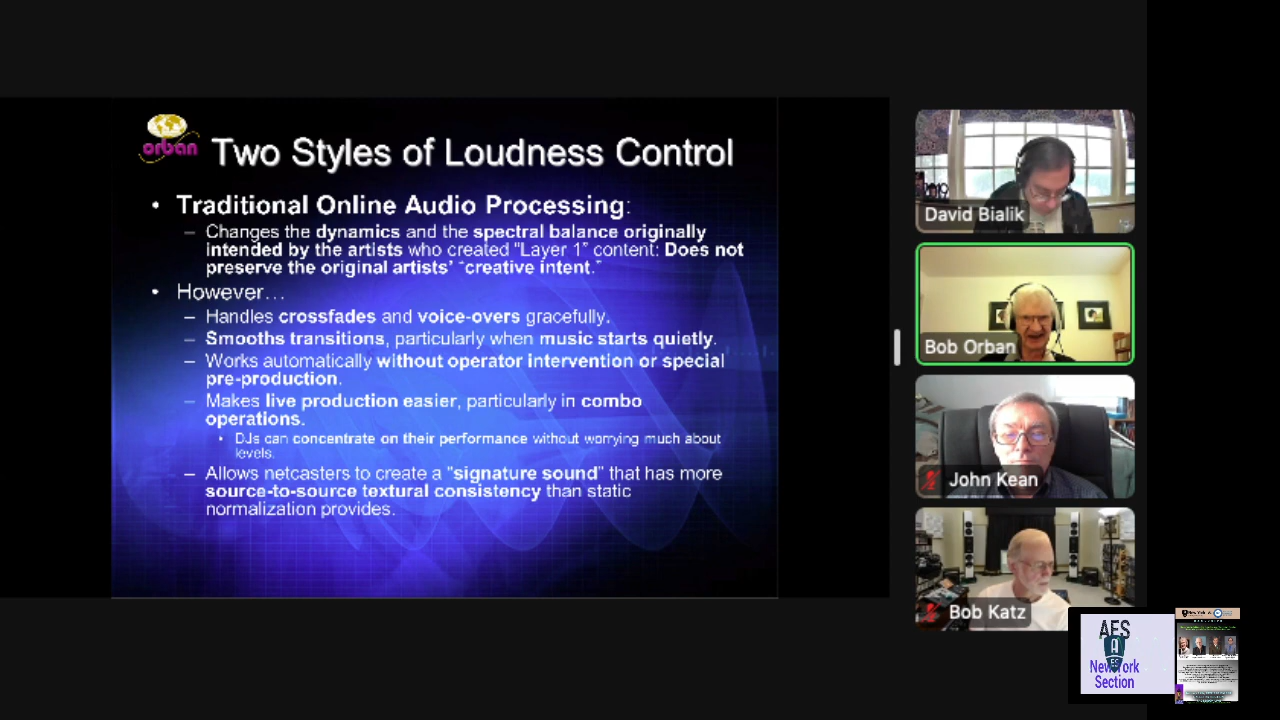 orban
Two Styles of Loudness Control
• Traditional Online Audio Processing:
– Changes the dynamics and the spectral balance originally
intended by the artists who created "Layer 1" content: Does not
preserve the original artists' "creative intent."
• However…
– Handles crossfades and voice-overs gracefully.
– Smooths transitions, particularly when music starts quietly.
– Works automatically without operator intervention or special
pre-production.
– Makes live production easier, particularly in combo
operations.
• DJs can concentrate on their performance without worrying much about
levels.
– Allows netcasters to create a "signature sound" that has more
source-to-source textural consistency than static
normalization provides.
David Bialik
Bob Orban
John Kean
Bob Katz
AES
New York
Section